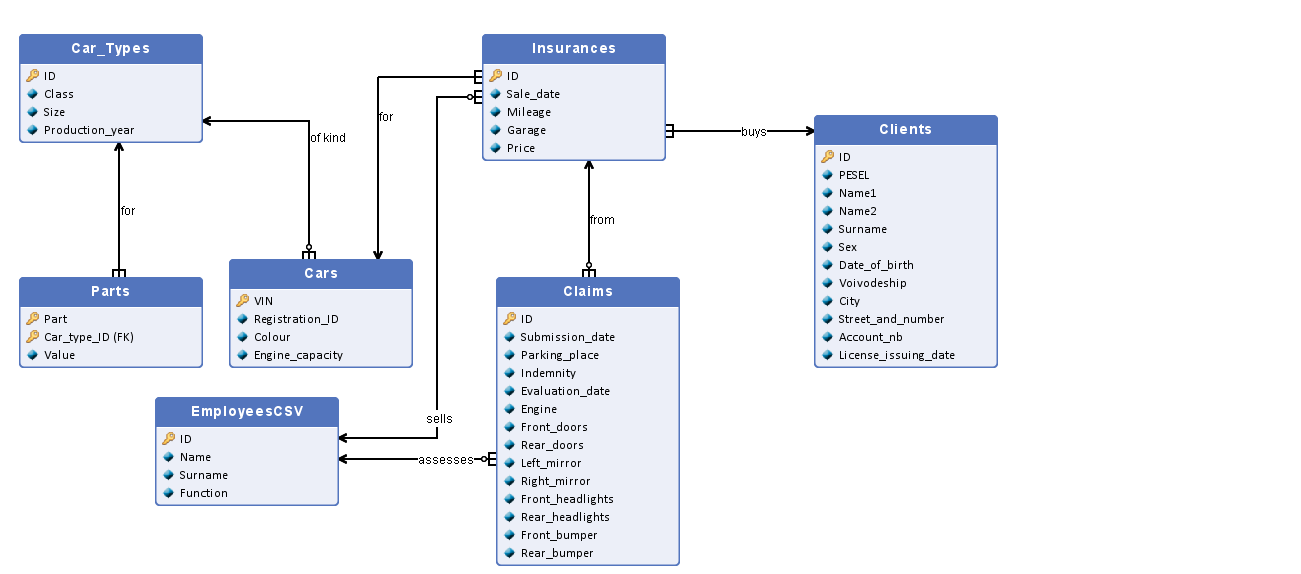 Car_Types
ID
Class
Size
Production_year
Insurances
ID
Sale_date
Mileage
Garage
Price
Clients
ID
PESEL
Name1
Name2
Surname
Sex
Date_of_birth
Voivodeship
City
Street_and_number
Account_nb
License_issuing_date
for
of kind
for
buys
from
Parts
Part
Car_type_ID (FK)
Value
Cars
VIN
Registration_ID
Colour
Engine_capacity
Claims
ID
Submission_date
Parking_place
Indemnity
Evaluation_date
Engine
Front_doors
Rear_doors
Left_mirror
Right_mirror
Front_headlights
Rear_headlights
Front_bumper
Rear_bumper
sells
assesses
EmployeesCSV
ID
Name
Surname
Function